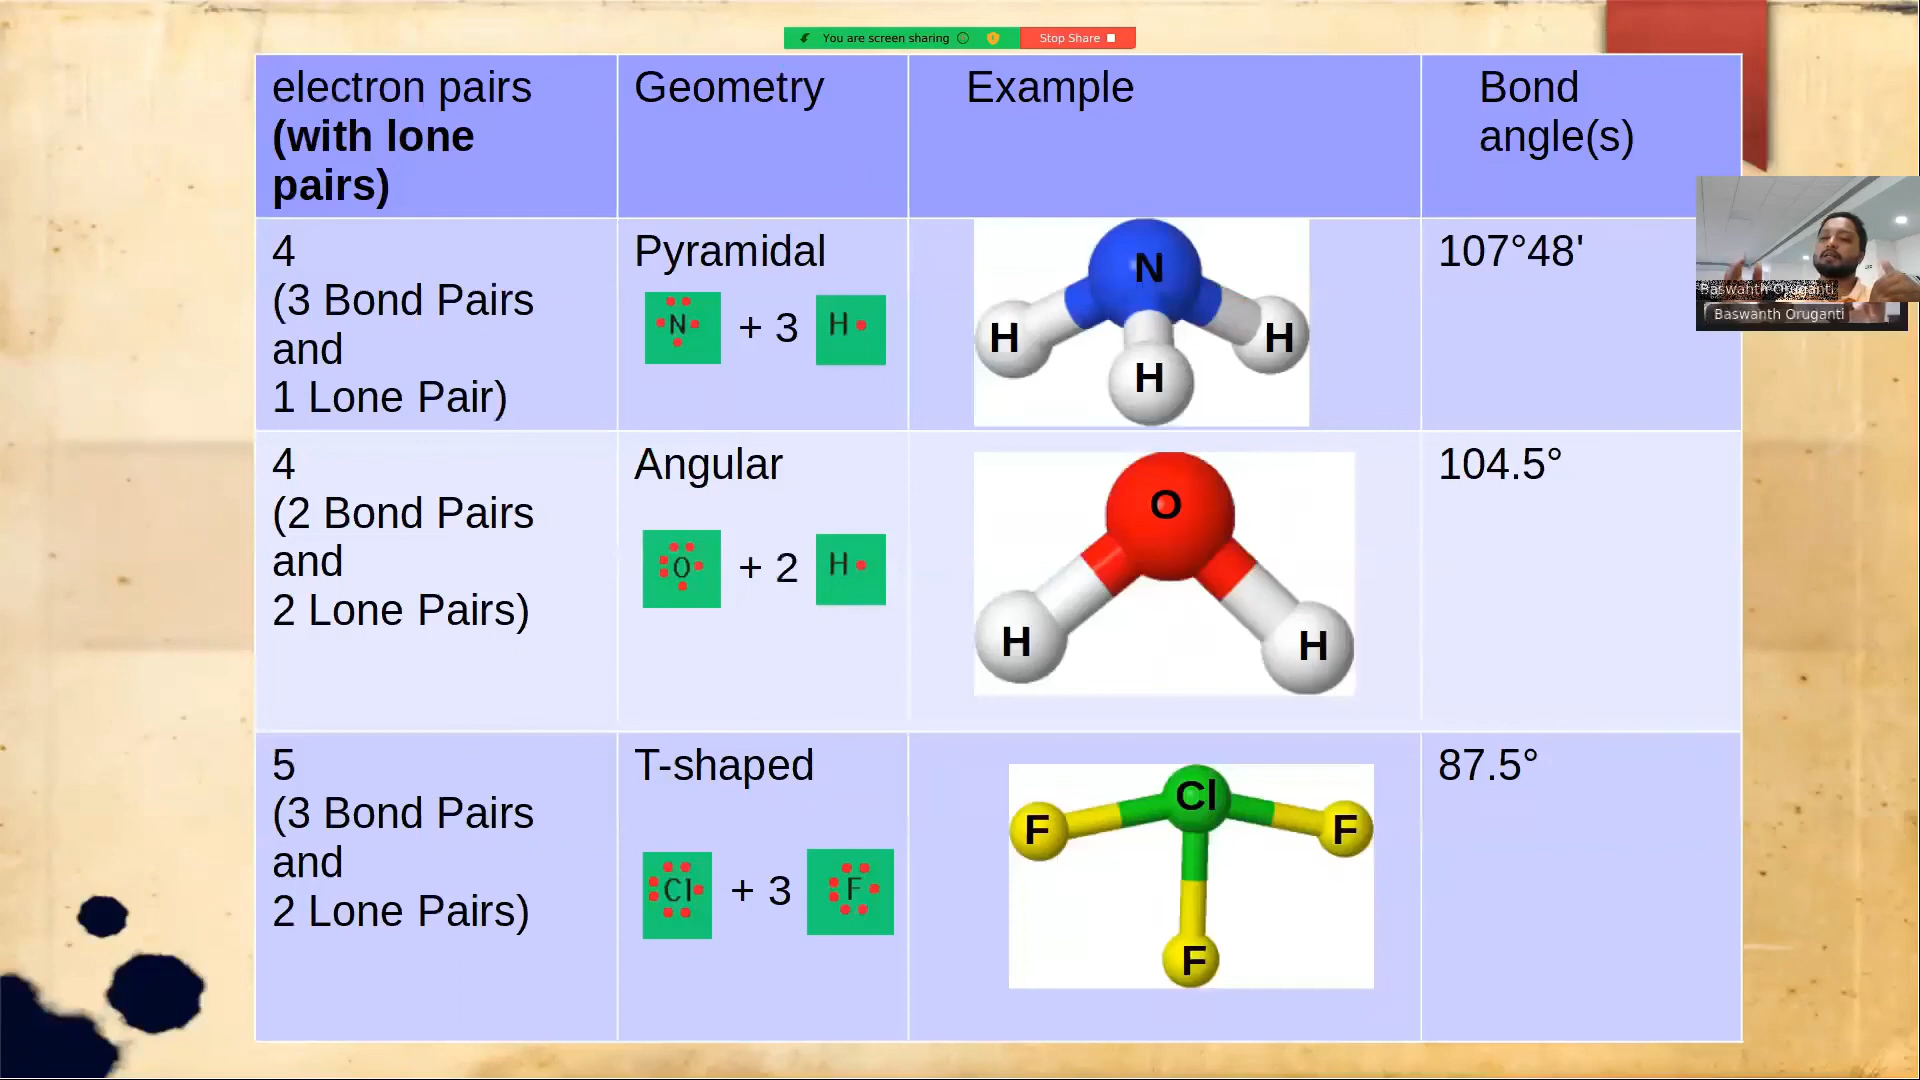 You are screen sharing
Stop Share
electron pairs
(with lone
pairs)
Geometry
Example
Bond
angle(s)
4
(3 Bond Pairs
and
1 Lone Pair)
Pyramidal
N + 3 H
N
H
H
H
107°48'
4
(2 Bond Pairs
and
2 Lone Pairs)
Angular
O + 2 H
O
H
H
104.5°
5
(3 Bond Pairs
and
2 Lone Pairs)
T-shaped
Cl + 3 F
Cl
F
F
F
87.5°
Baswanth Oruganti
Baswanth Oruganti